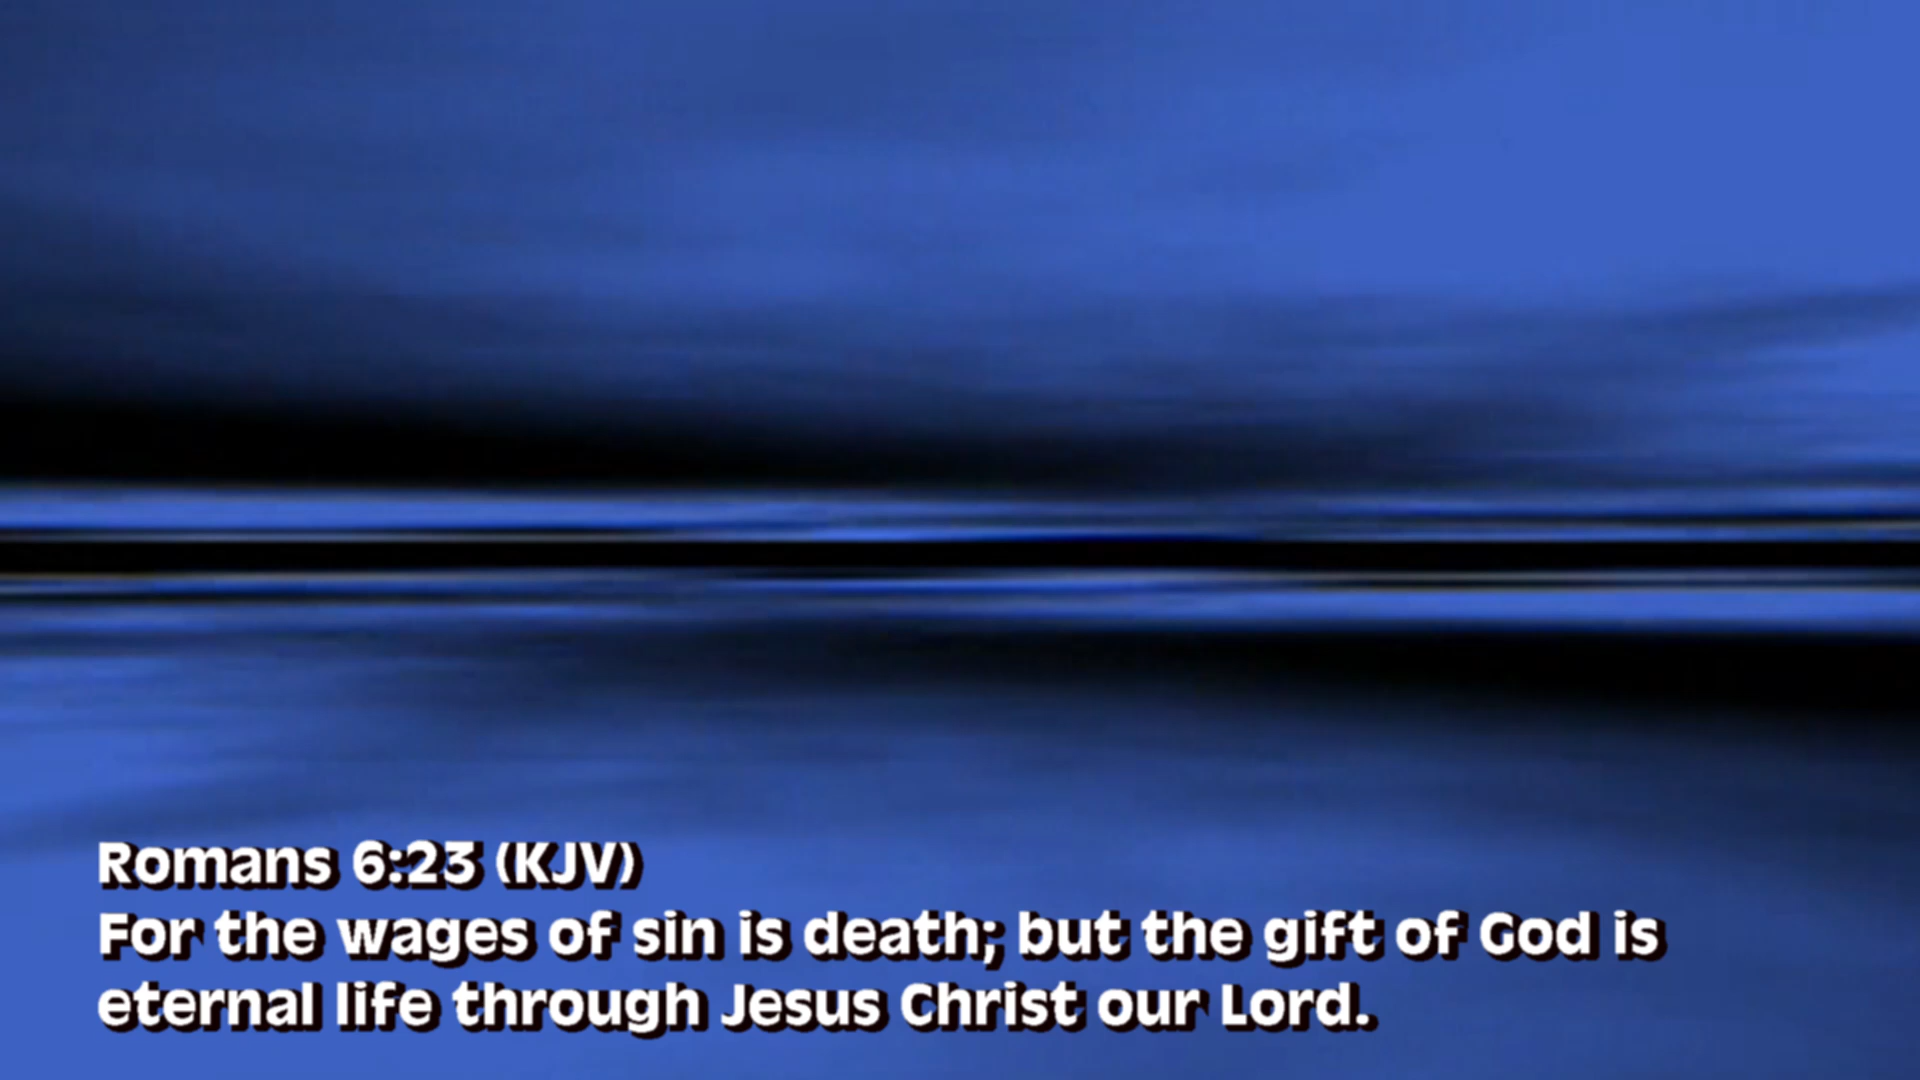 Romans 6:23 (KJV)
For the wages of sin is death; but the gift of God is
eternal life through Jesus Christ our Lord.